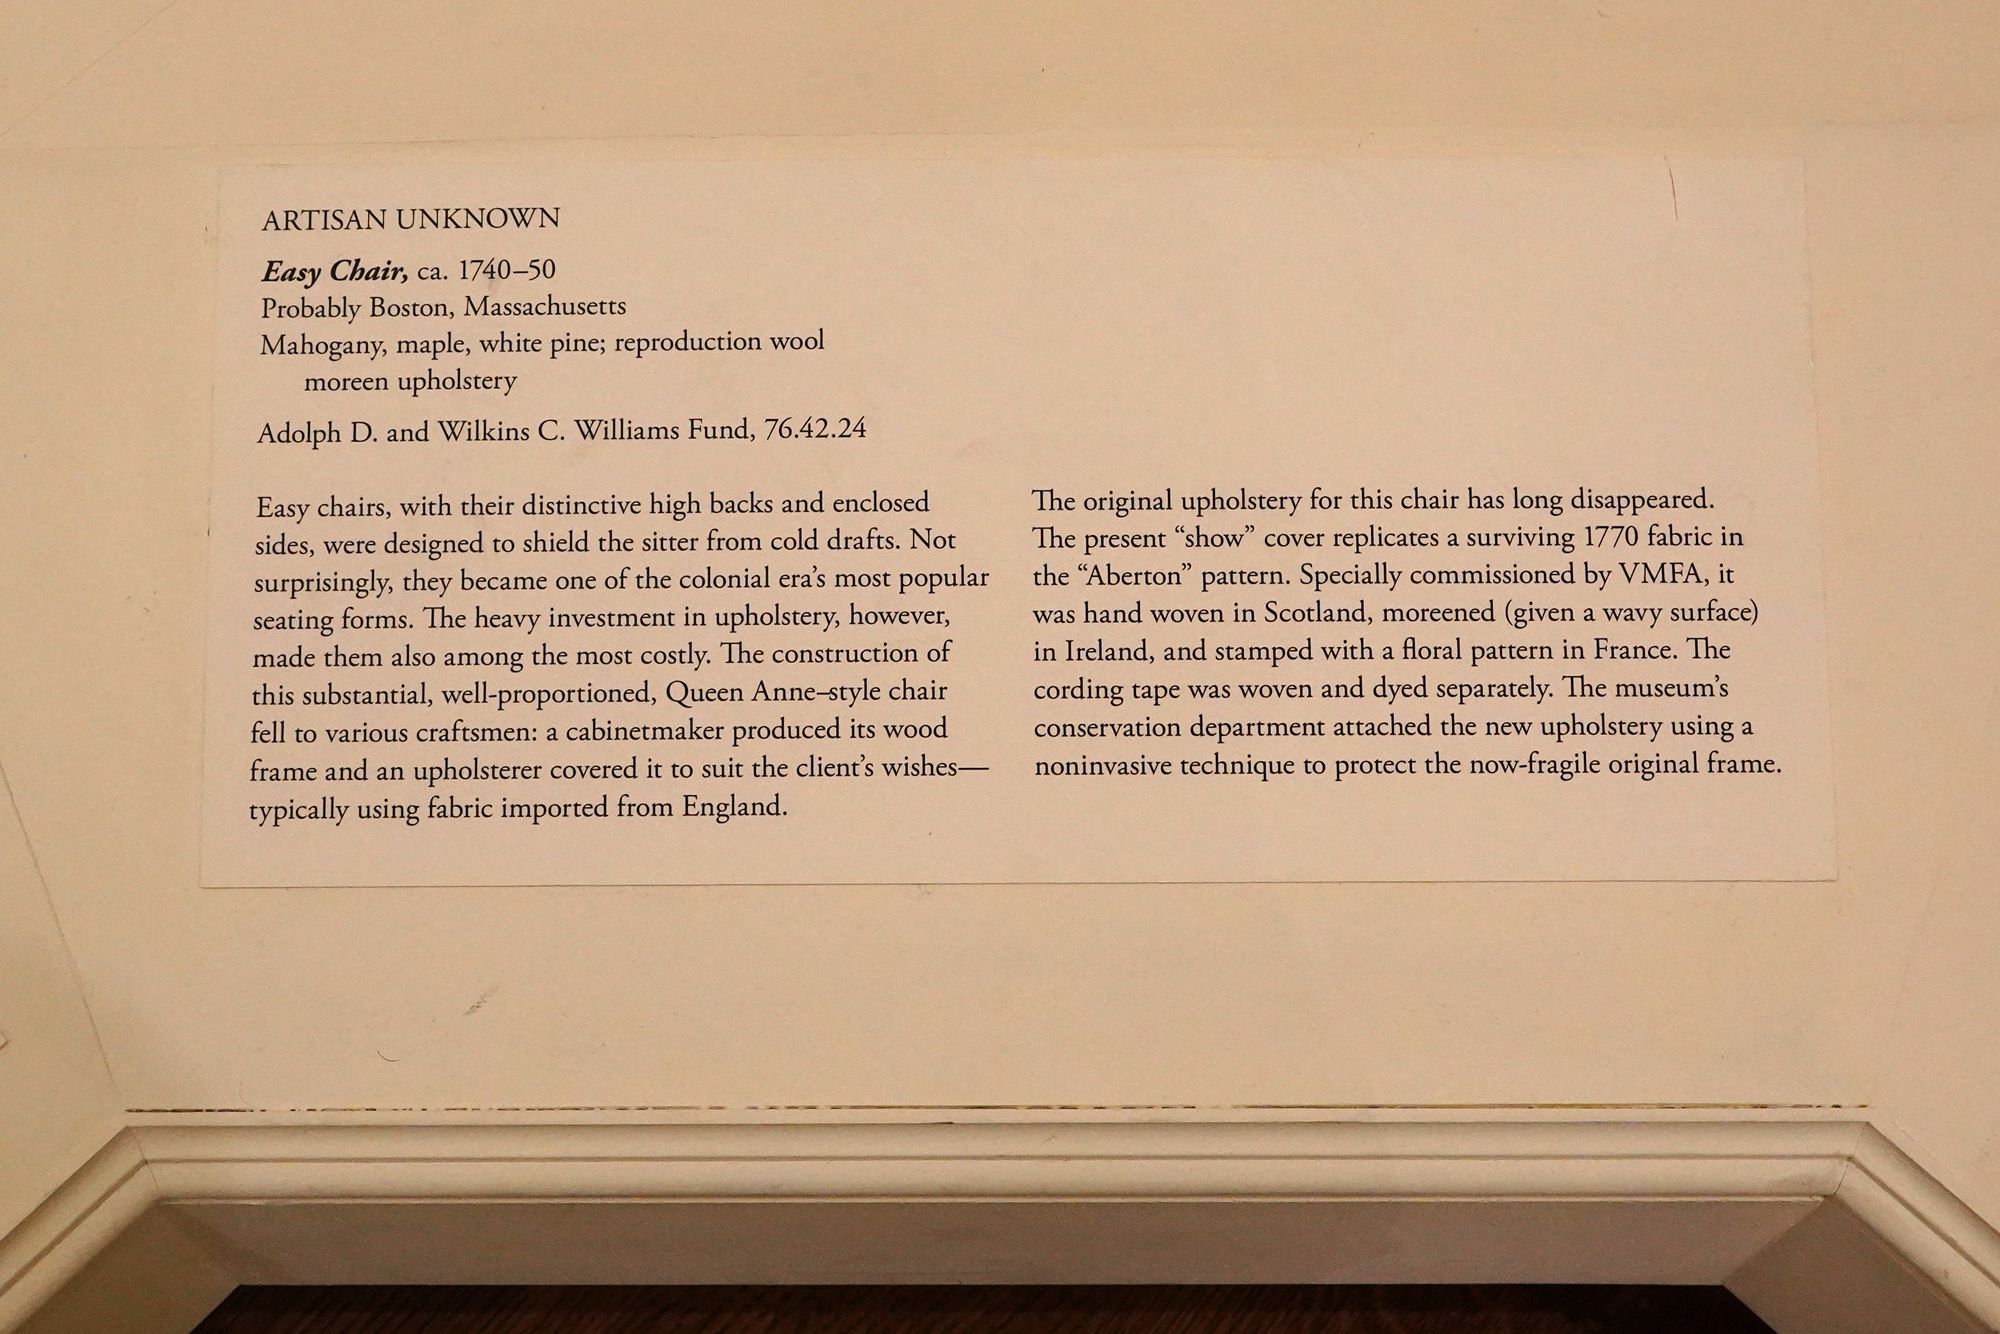 ARTISAN UNKNOWN
Easy Chair, ca. 1740–50
Probably Boston, Massachusetts
Mahogany, maple, white pine; reproduction wool
moreen upholstery
Adolph D. and Wilkins C. Williams Fund, 76.42.24
Easy chairs, with their distinctive high backs and enclosed
sides, were designed to shield the sitter from cold drafts. Not
surprisingly, they became one of the colonial era’s most popular
seating forms. The heavy investment in upholstery, however,
made them also among the most costly. The construction of
this substantial, well-proportioned, Queen Anne–style chair
fell to various craftsmen: a cabinetmaker produced its wood
frame and an upholsterer covered it to suit the client’s wishes—
typically using fabric imported from England.
The original upholstery for this chair has long disappeared.
The present “show” cover replicates a surviving 1770 fabric in
the “Aberton” pattern. Specially commissioned by VMFA, it
was hand woven in Scotland, moreened (given a wavy surface)
in Ireland, and stamped with a floral pattern in France. The
cording tape was woven and dyed separately. The museum’s
conservation department attached the new upholstery using a
noninvasive technique to protect the now-fragile original frame.